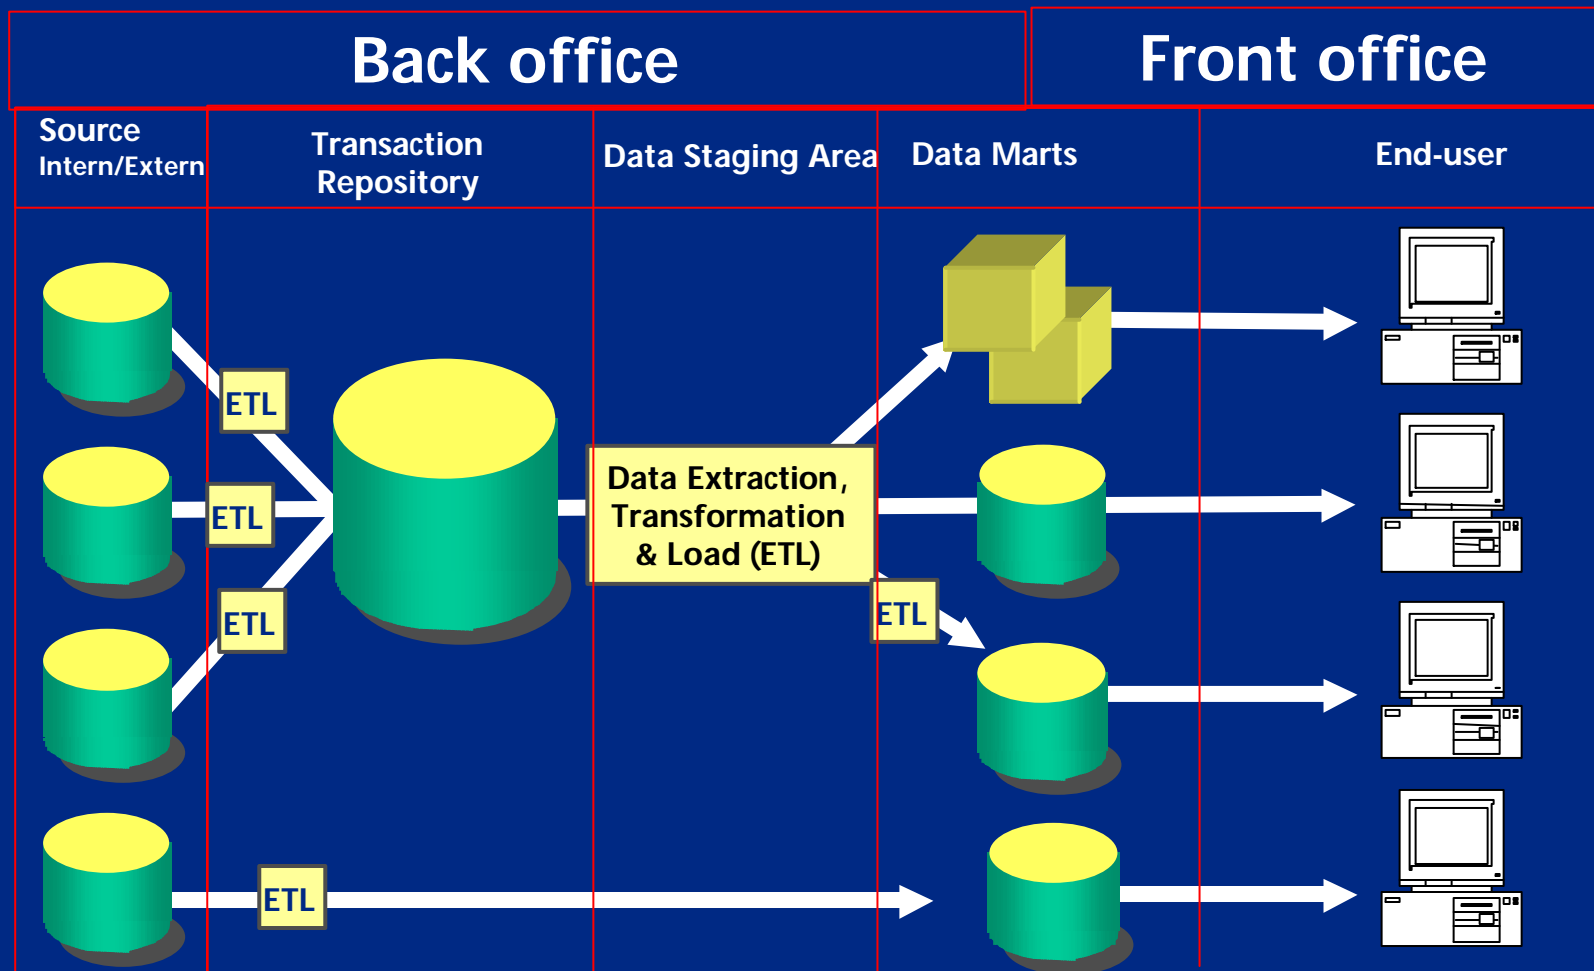 Back office
Front office
Source
Intern/Extern
Transaction
Repository
Data Staging Area
Data Marts
End-user
ETL
ETL
ETL
ETL
Data Extraction,
Transformation
& Load (ETL)
ETL